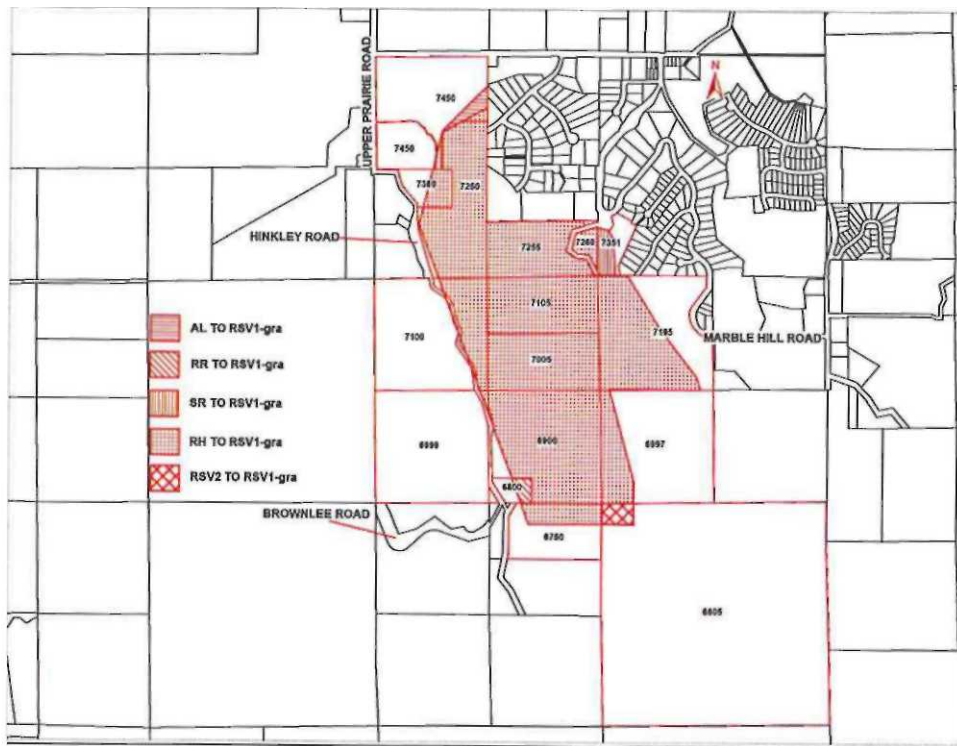 UPPER PRAIRIE ROAD
N
7450
7450
7380
7250
HINKLEY ROAD
7255
7260
7351
7105
7100
7195
MARBLE HILL ROAD
7005
AL TO RSV1-gra
RR TO RSV1-gra
SR TO RSV1-gra
RH TO RSV1-gra
RSV2 TO RSV1-gra
6999
6900
6997
6800
BROWNLEE ROAD
6750
6605